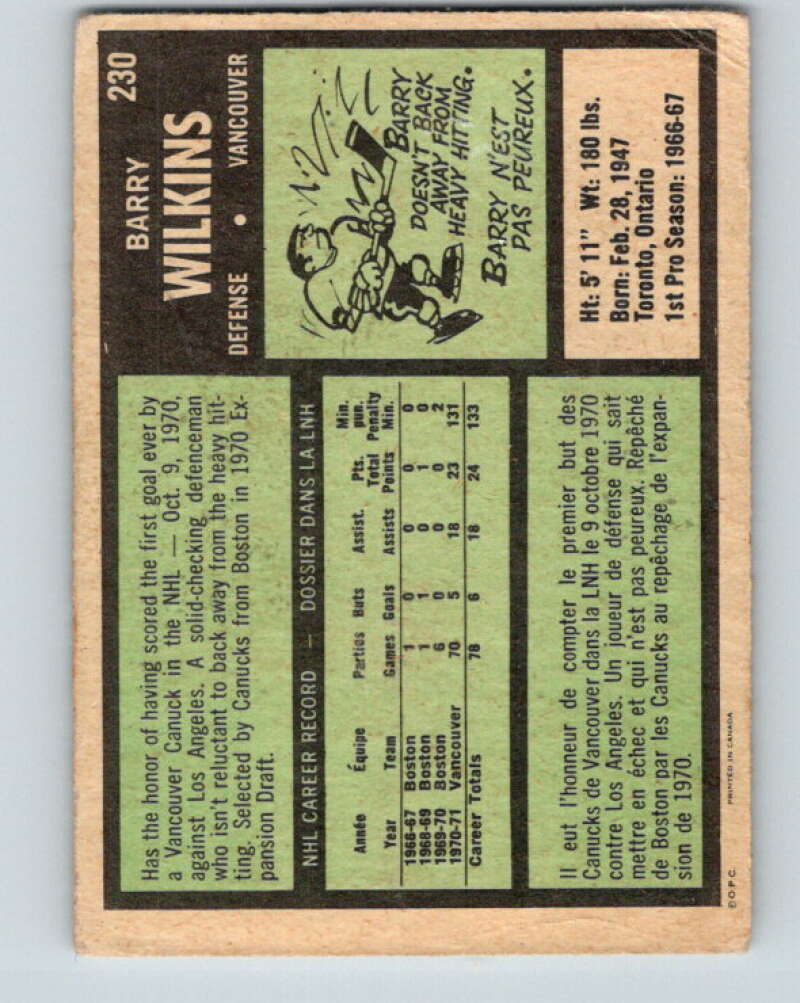 230
BARRY
WILKINS
DEFENSE • VANCOUVER
BARRY
DOESN'T BACK
AWAY FROM
HEAVY HITTING.
BARRY N'EST
PAS PEUREUX.
Ht: 5' 11" Wt: 180 lbs.
Born: Feb. 28, 1947
Toronto, Ontario
1st Pro Season: 1966-67
Has the honor of having scored the first goal ever by
a Vancouver Canuck in the NHL — Oct. 9, 1970,
against Los Angeles. A solid-checking defenceman
who isn't reluctant to back away from the heavy hit-
ting. Selected by Canucks from Boston in 1970 Ex-
pansion Draft.
NHL CAREER RECORD — DOSSIER DANS LA LNH
Année Équipe Parties Buts Assist. Pts. Total Min. pun.
Year Team Games Goals Assists Points Penalty Min.
1966-67 Boston 1 0 0 0 0
1968-69 Boston 1 1 0 1 0
1969-70 Boston 6 0 0 0 2
1970-71 Vancouver 70 5 18 23 131
Career Totals 78 6 18 24 133
Il eut l'honneur de compter le premier but des
Canucks de Vancouver dans la LNH le 9 octobre 1970
contre Los Angeles. Un joueur de défense qui sait
mettre en échec et qui n'est pas peureux. Repêché
de Boston par les Canucks au repêchage de l'expan-
sion de 1970.
© O.P.C. PRINTED IN CANADA